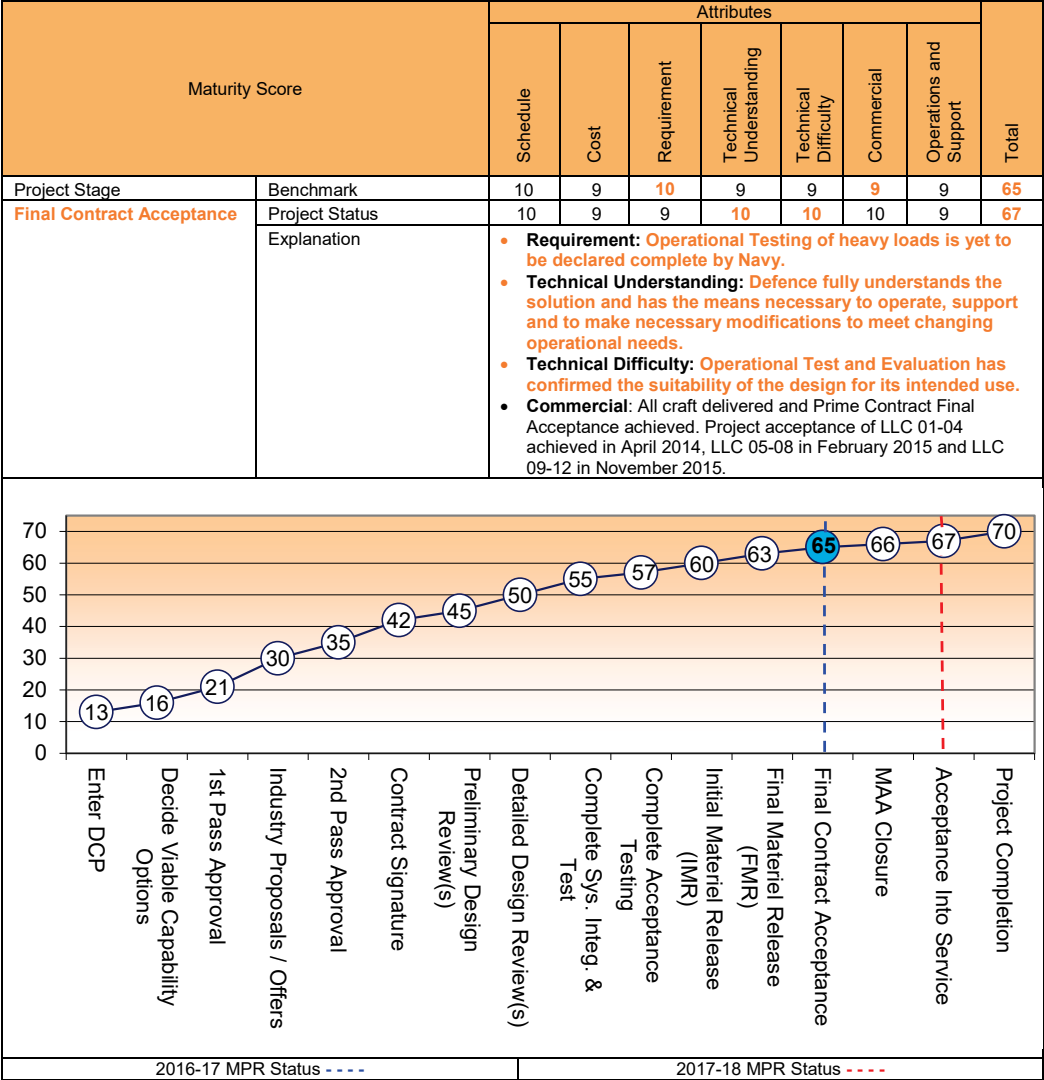 Maturity Score
Attributes
Schedule
Cost
Requirement
Technical
Understanding
Technical
Difficulty
Commercial
Operations and
Support
Total
Project Stage Benchmark 10 9 10 9 9 9 9 65
Final Contract Acceptance Project Status 10 9 9 10 10 10 9 67
Explanation
• Requirement: Operational Testing of heavy loads is yet to
be declared complete by Navy.
• Technical Understanding: Defence fully understands the
solution and has the means necessary to operate, support
and to make necessary modifications to meet changing
operational needs.
• Technical Difficulty: Operational Test and Evaluation has
confirmed the suitability of the design for its intended use.
• Commercial: All craft delivered and Prime Contract Final
Acceptance achieved. Project acceptance of LLC 01-04
achieved in April 2014, LLC 05-08 in February 2015 and LLC
09-12 in November 2015.
70
60
50
40
30
20
10
0
13
16
21
30
35
42
45
50
55
57
60
63
65
66
67
70
Enter DCP
Decide Viable Capability
Options
1st Pass Approval
Industry Proposals / Offers
2nd Pass Approval
Contract Signature
Preliminary Design
Review(s)
Detailed Design Review(s)
Complete Sys. Integ. &
Test
Complete Acceptance
Testing
Initial Materiel Release
(IMR)
Final Materiel Release
(FMR)
Final Contract Acceptance
MAA Closure
Acceptance Into Service
Project Completion
2016-17 MPR Status - - - -
2017-18 MPR Status - - - -